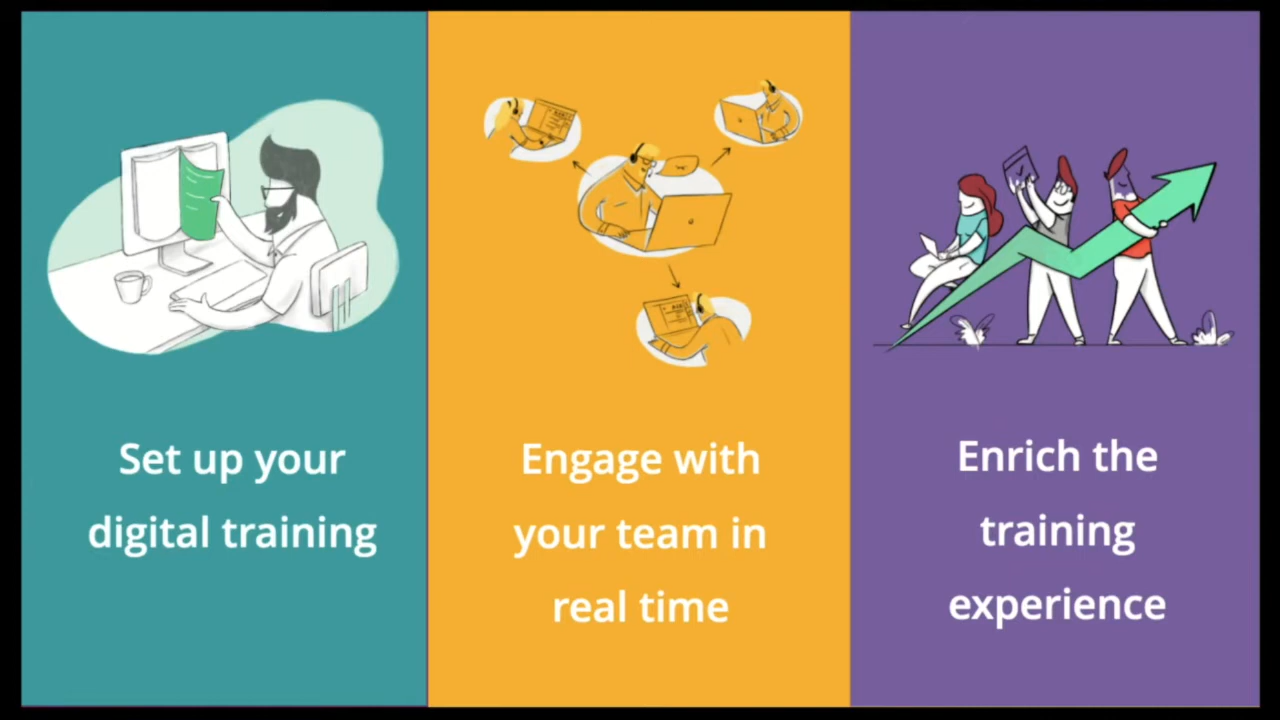 Set up your
digital training
Engage with
your team in
real time
Enrich the
training
experience